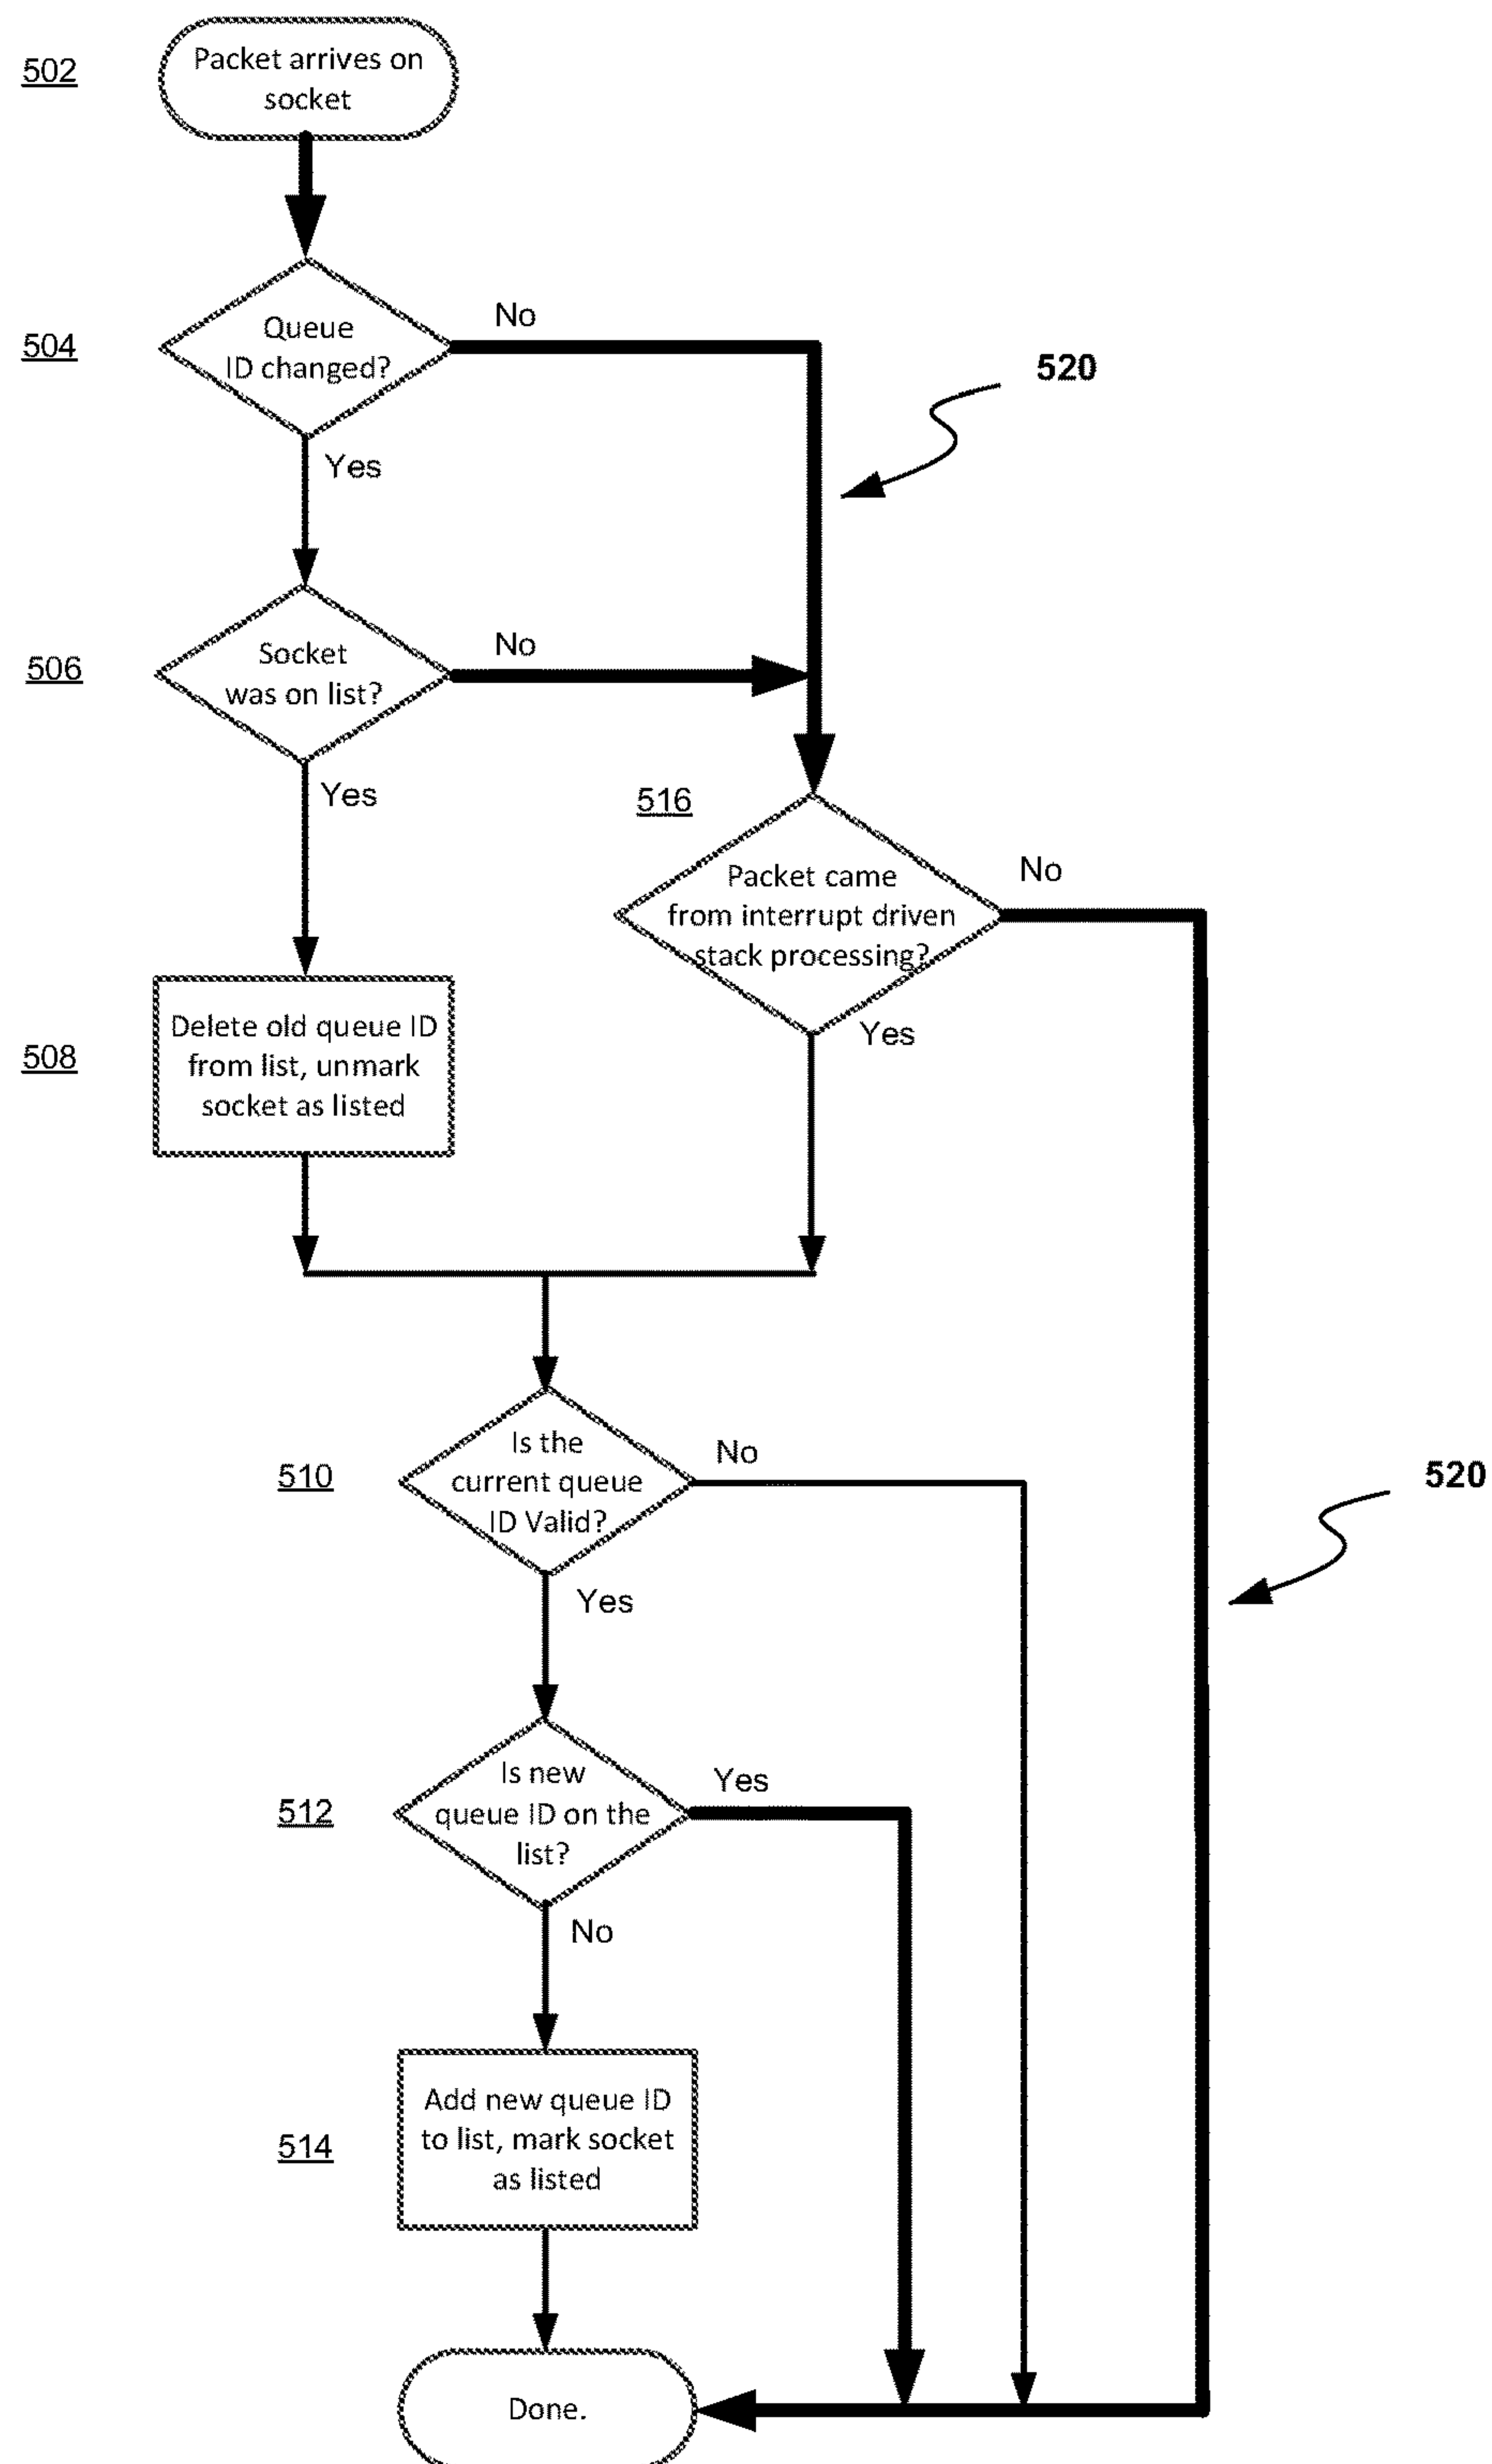 502
Packet arrives on
socket
504
Queue
ID changed?
No
520
Yes
506
Socket
was on list?
No
Yes
516
Packet came
from interrupt driven
stack processing?
No
Yes
508
Delete old queue ID
from list, unmark
socket as listed
510
Is the
current queue
ID Valid?
No
520
Yes
512
Is new
queue ID on the
list?
Yes
No
514
Add new queue ID
to list, mark socket
as listed
Done.